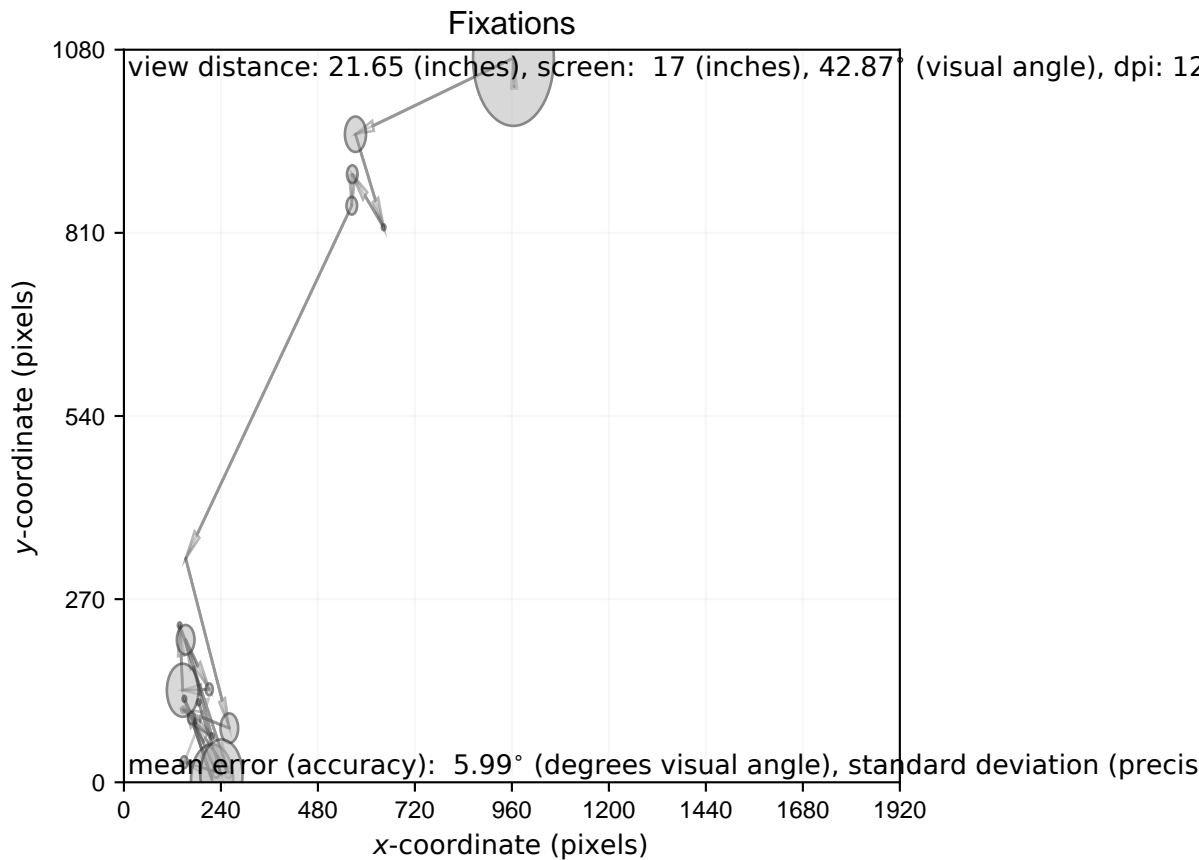 Fixations
1080
view distance: 21.65 (inches), screen:  17 (inches), 42.87° (visual angle), dpi: 12
810
540
270
0
mean error (accuracy):  5.99° (degrees visual angle), standard deviation (precis
0 240 480 720 960 1200 1440 1680 1920
x-coordinate (pixels)
y-coordinate (pixels)